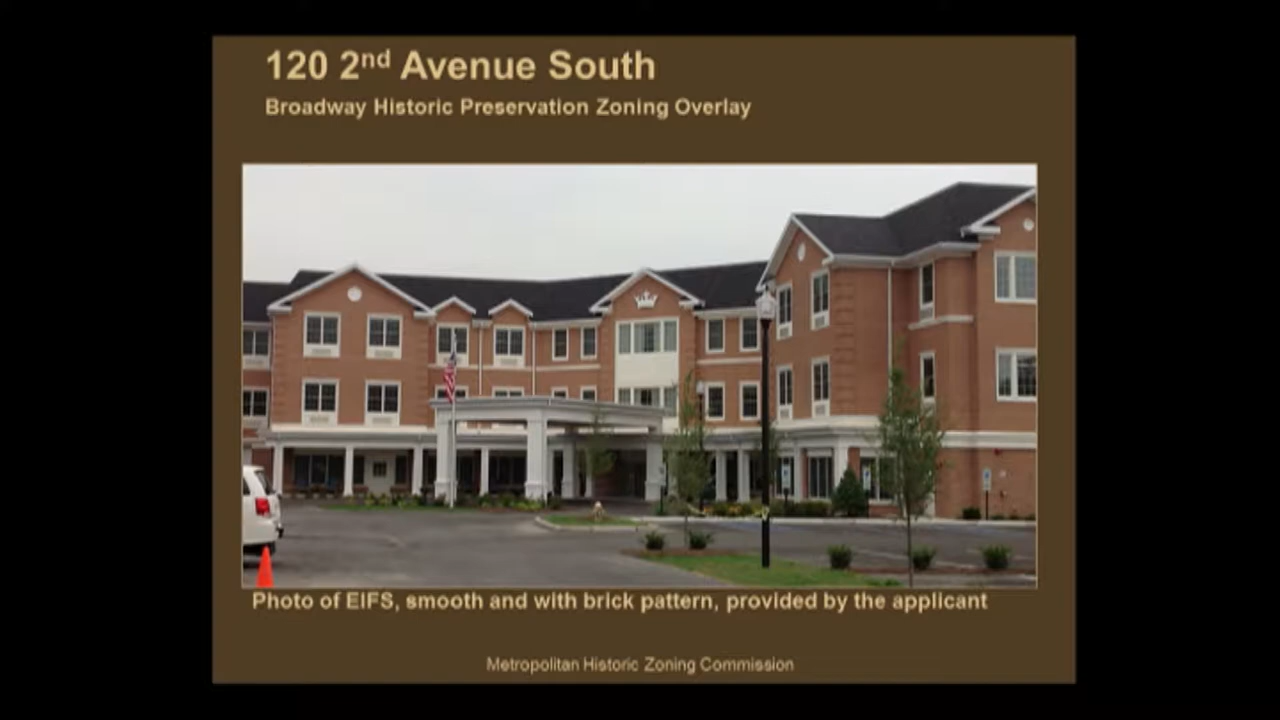 120 2nd Avenue South
Broadway Historic Preservation Zoning Overlay
Photo of EIFS, smooth and with brick pattern, provided by the applicant
Metropolitan Historic Zoning Commission